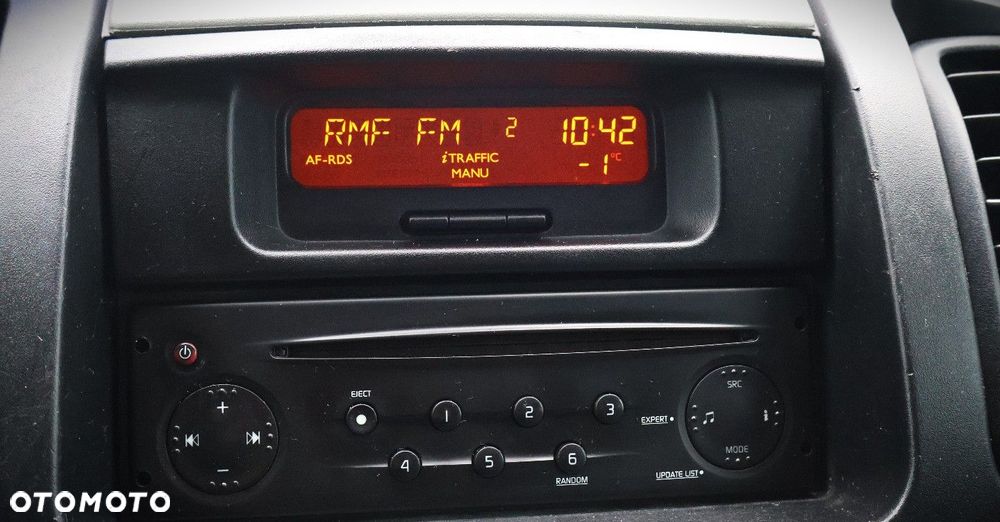 RMF FM 2 10:42
AF-RDS i TRAFFIC -1°C
MANU
SRC
EJECT
+ 1 2 3
EXPERT
MODE
- 4 5 6
RANDOM
UPDATE LIST
OTOMOTO